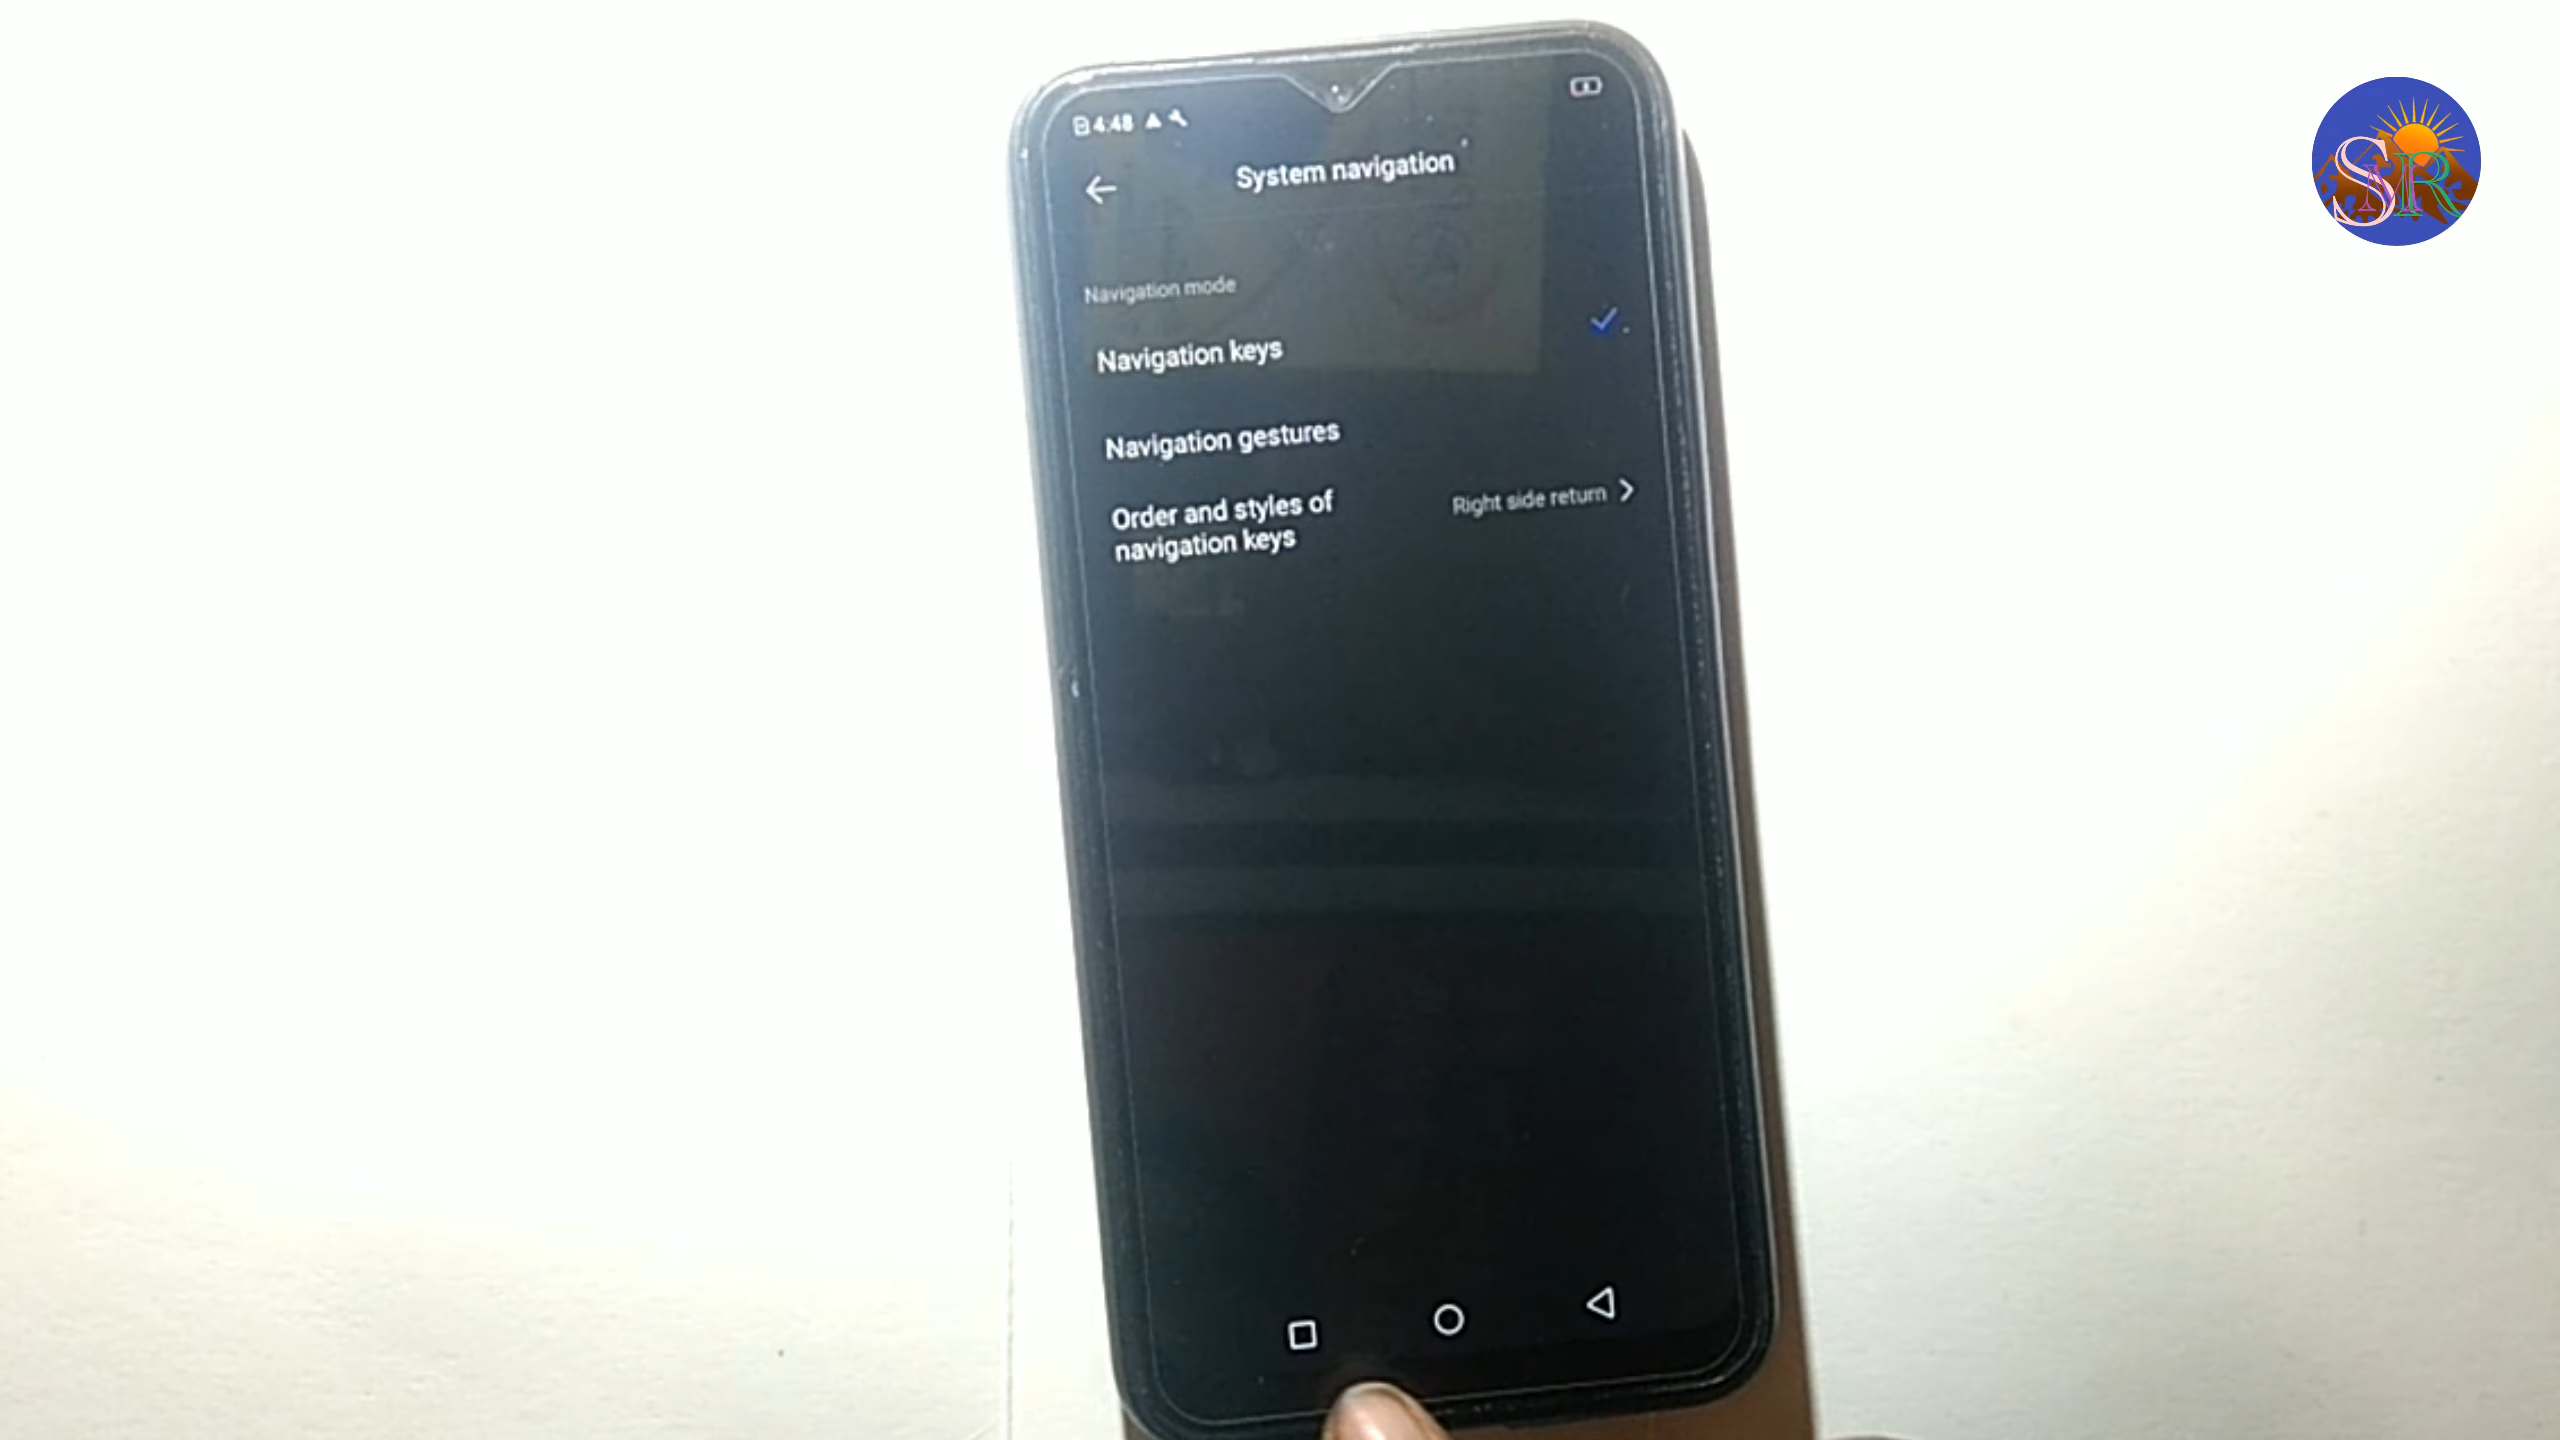 4:48
System navigation
Navigation mode
Navigation keys
Navigation gestures
Order and styles of
navigation keys
Right side return
SMR